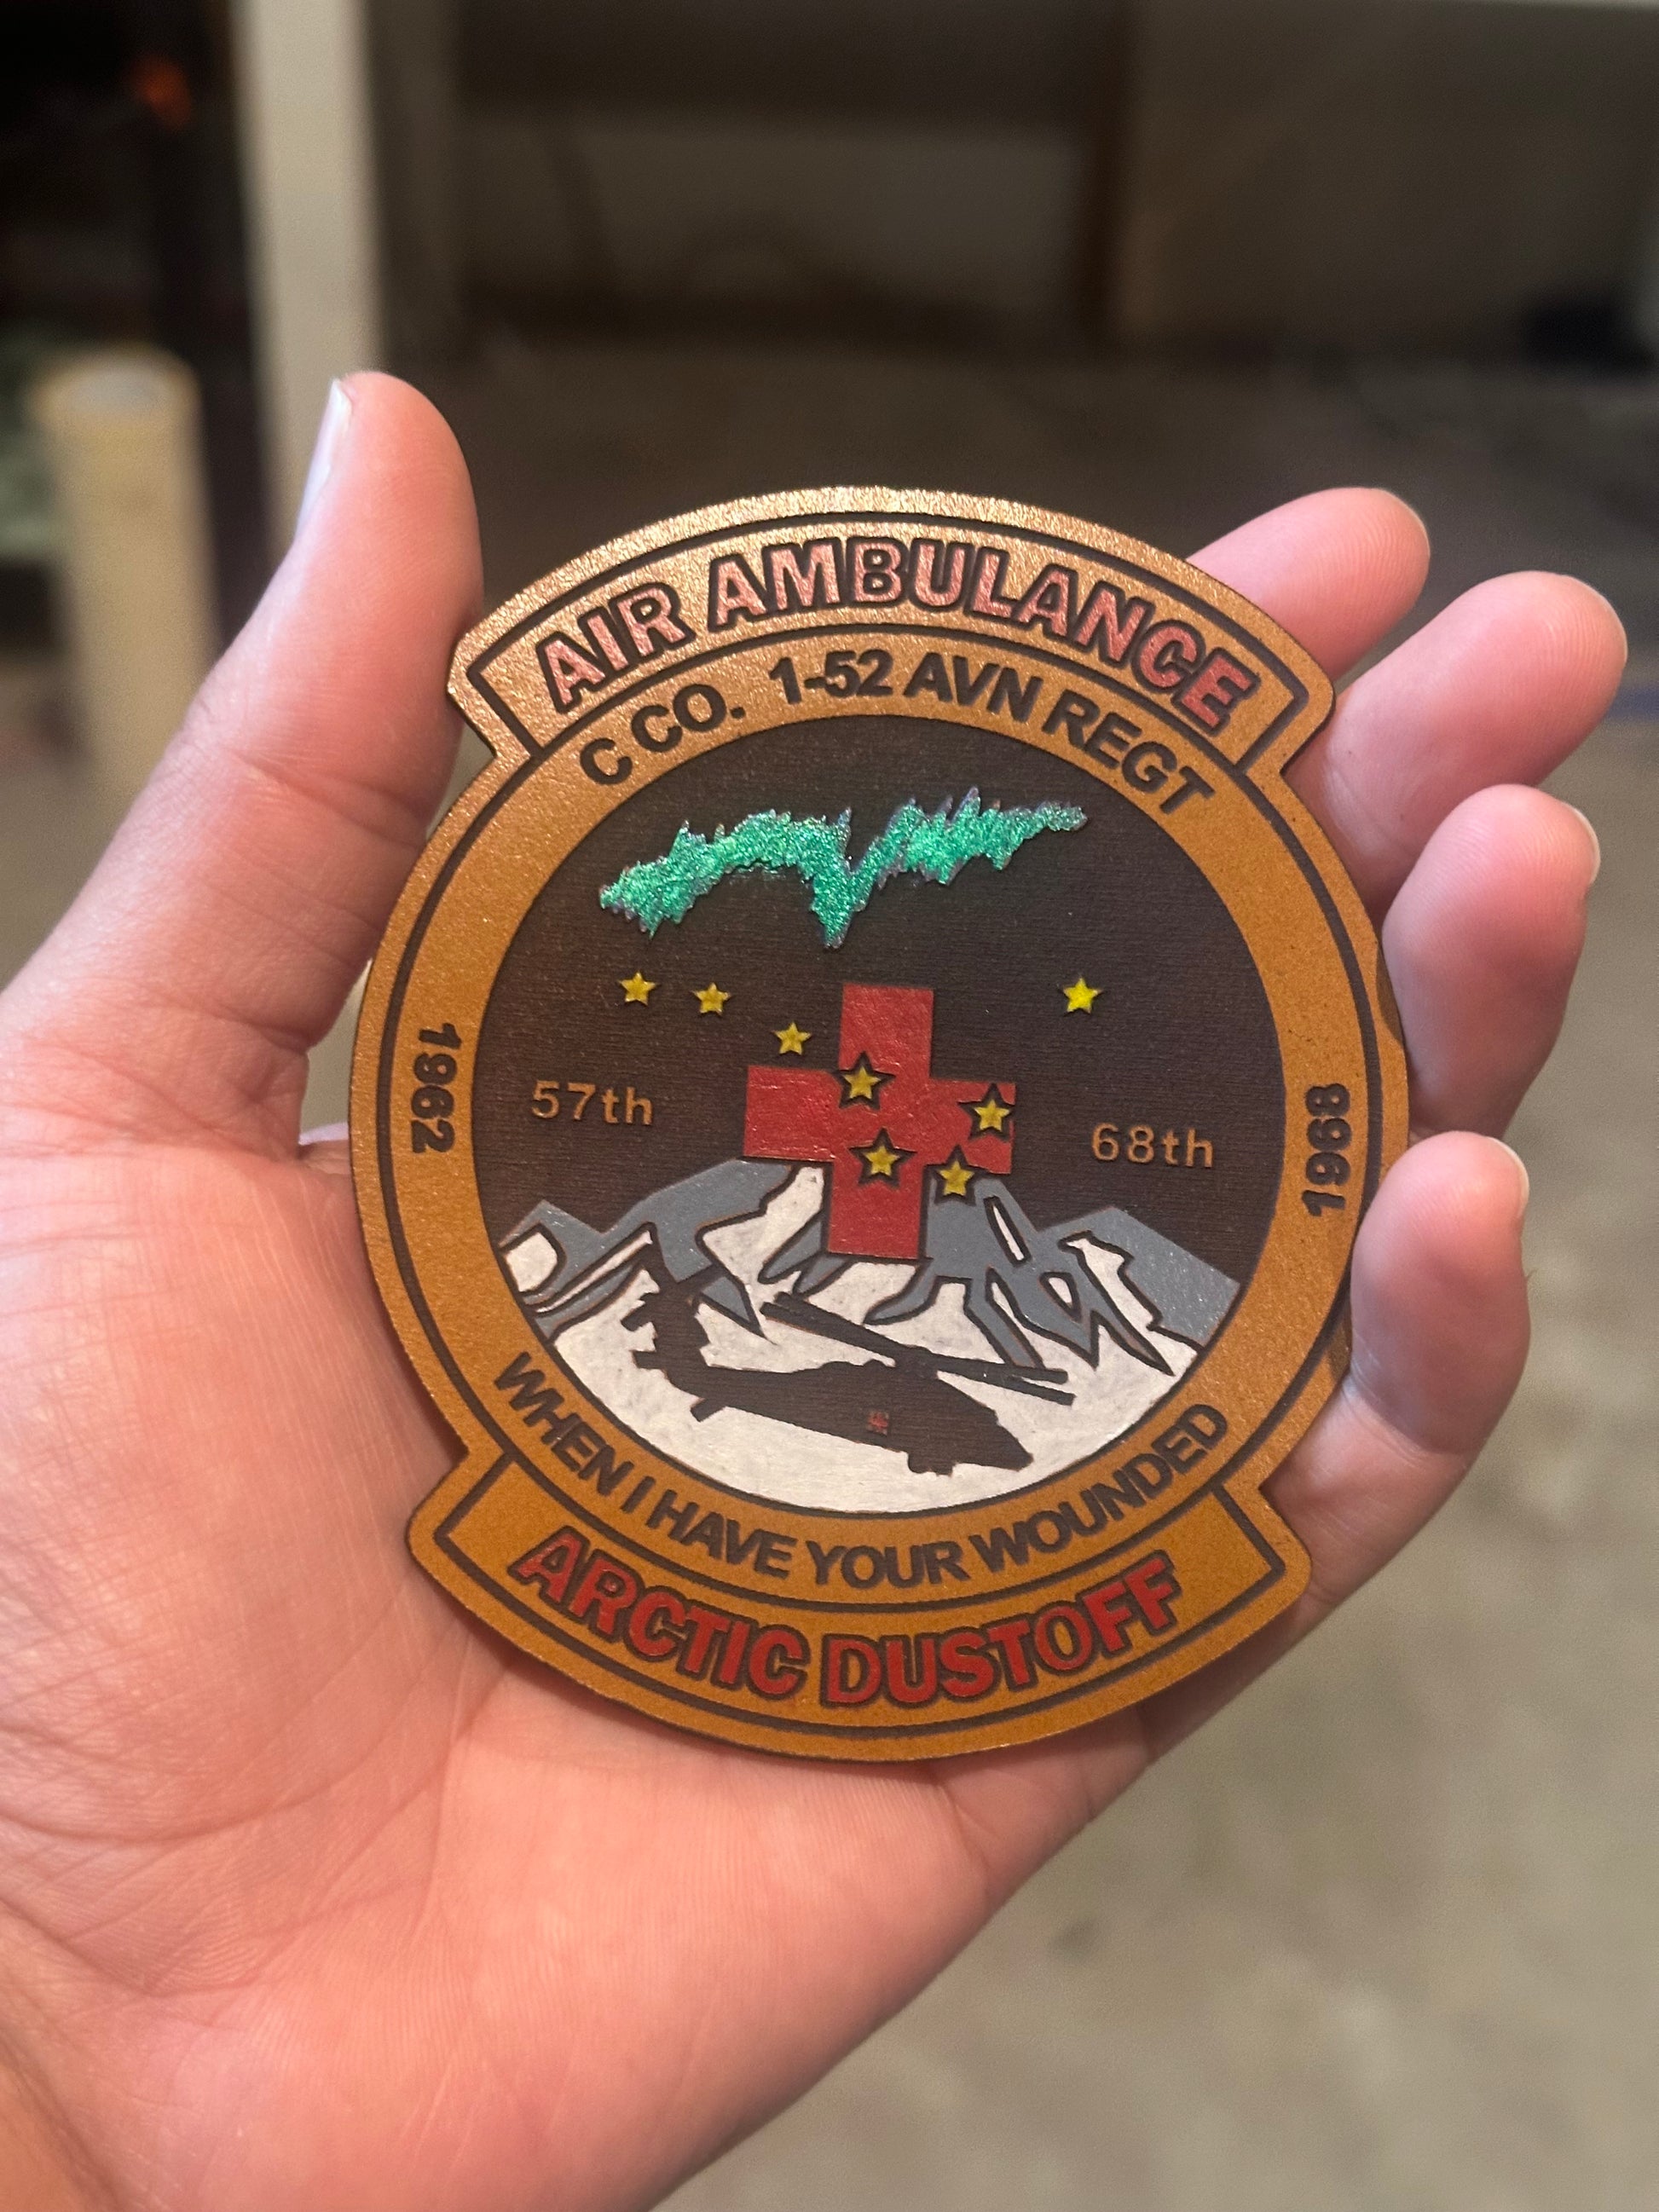 AIR AMBULANCE
C CO. 1-52 AVN REGT
1962
57th
68th
1968
WHEN I HAVE YOUR WOUNDED
ARCTIC DUSTOFF